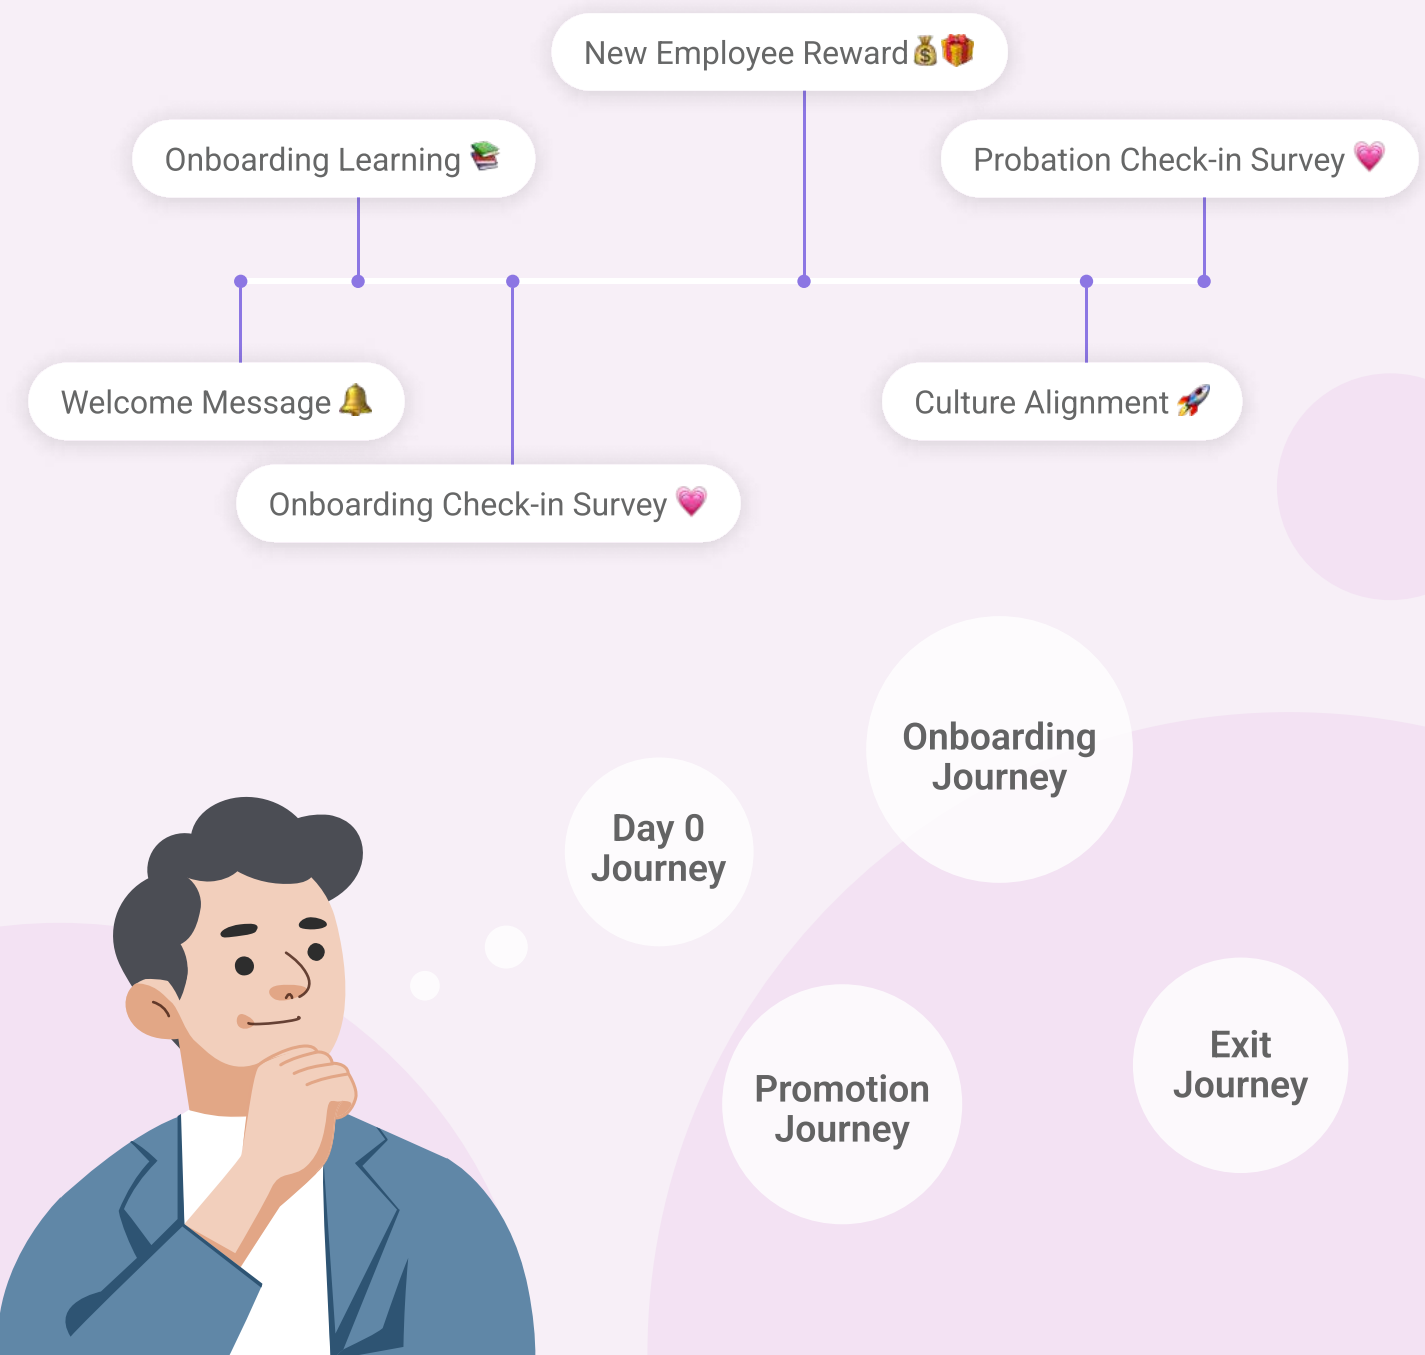 New Employee Reward💰🎁
Onboarding Learning 📚
Probation Check-in Survey 💗
Welcome Message 🔔
Culture Alignment 🚀
Onboarding Check-in Survey 💗
Onboarding
Journey
Day 0
Journey
Exit
Journey
Promotion
Journey